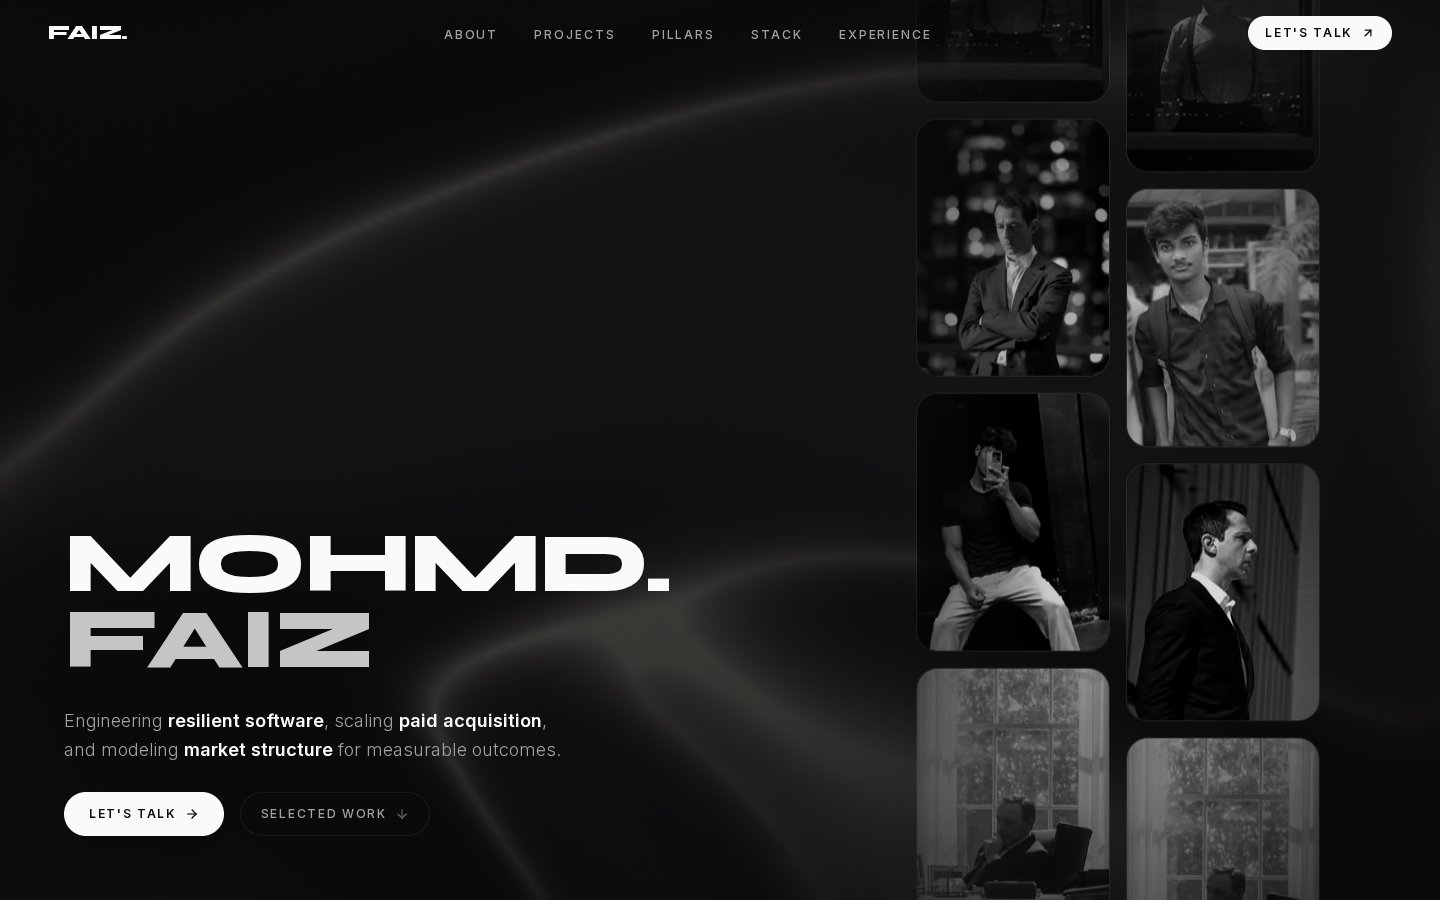 FAIZ.
ABOUT
PROJECTS
PILLARS
STACK
EXPERIENCE
LET'S TALK
MOHMD.
FAIZ
Engineering resilient software, scaling paid acquisition,
and modeling market structure for measurable outcomes.
LET'S TALK
SELECTED WORK